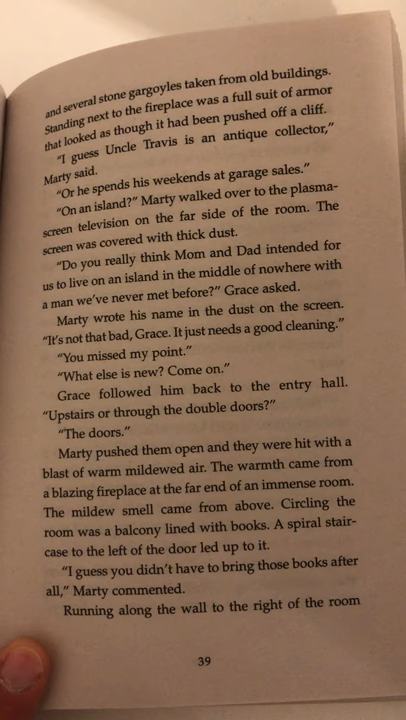 and several stone gargoyles taken from old buildings.
Standing next to the fireplace was a full suit of armor
that looked as though it had been pushed off a cliff.
“I guess Uncle Travis is an antique collector,”
Marty said.
“Or he spends his weekends at garage sales.”
“On an island?” Marty walked over to the plasma-
screen television on the far side of the room. The
screen was covered with thick dust.
“Do you really think Mom and Dad intended for
us to live on an island in the middle of nowhere with
a man we’ve never met before?” Grace asked.
Marty wrote his name in the dust on the screen.
“It’s not that bad, Grace. It just needs a good cleaning.”
“You missed my point.”
“What else is new? Come on.”
Grace followed him back to the entry hall.
“Upstairs or through the double doors?”
“The doors.”
Marty pushed them open and they were hit with a
blast of warm mildewed air. The warmth came from
a blazing fireplace at the far end of an immense room.
The mildew smell came from above. Circling the
room was a balcony lined with books. A spiral stair-
case to the left of the door led up to it.
“I guess you didn’t have to bring those books after
all,” Marty commented.
Running along the wall to the right of the room
39